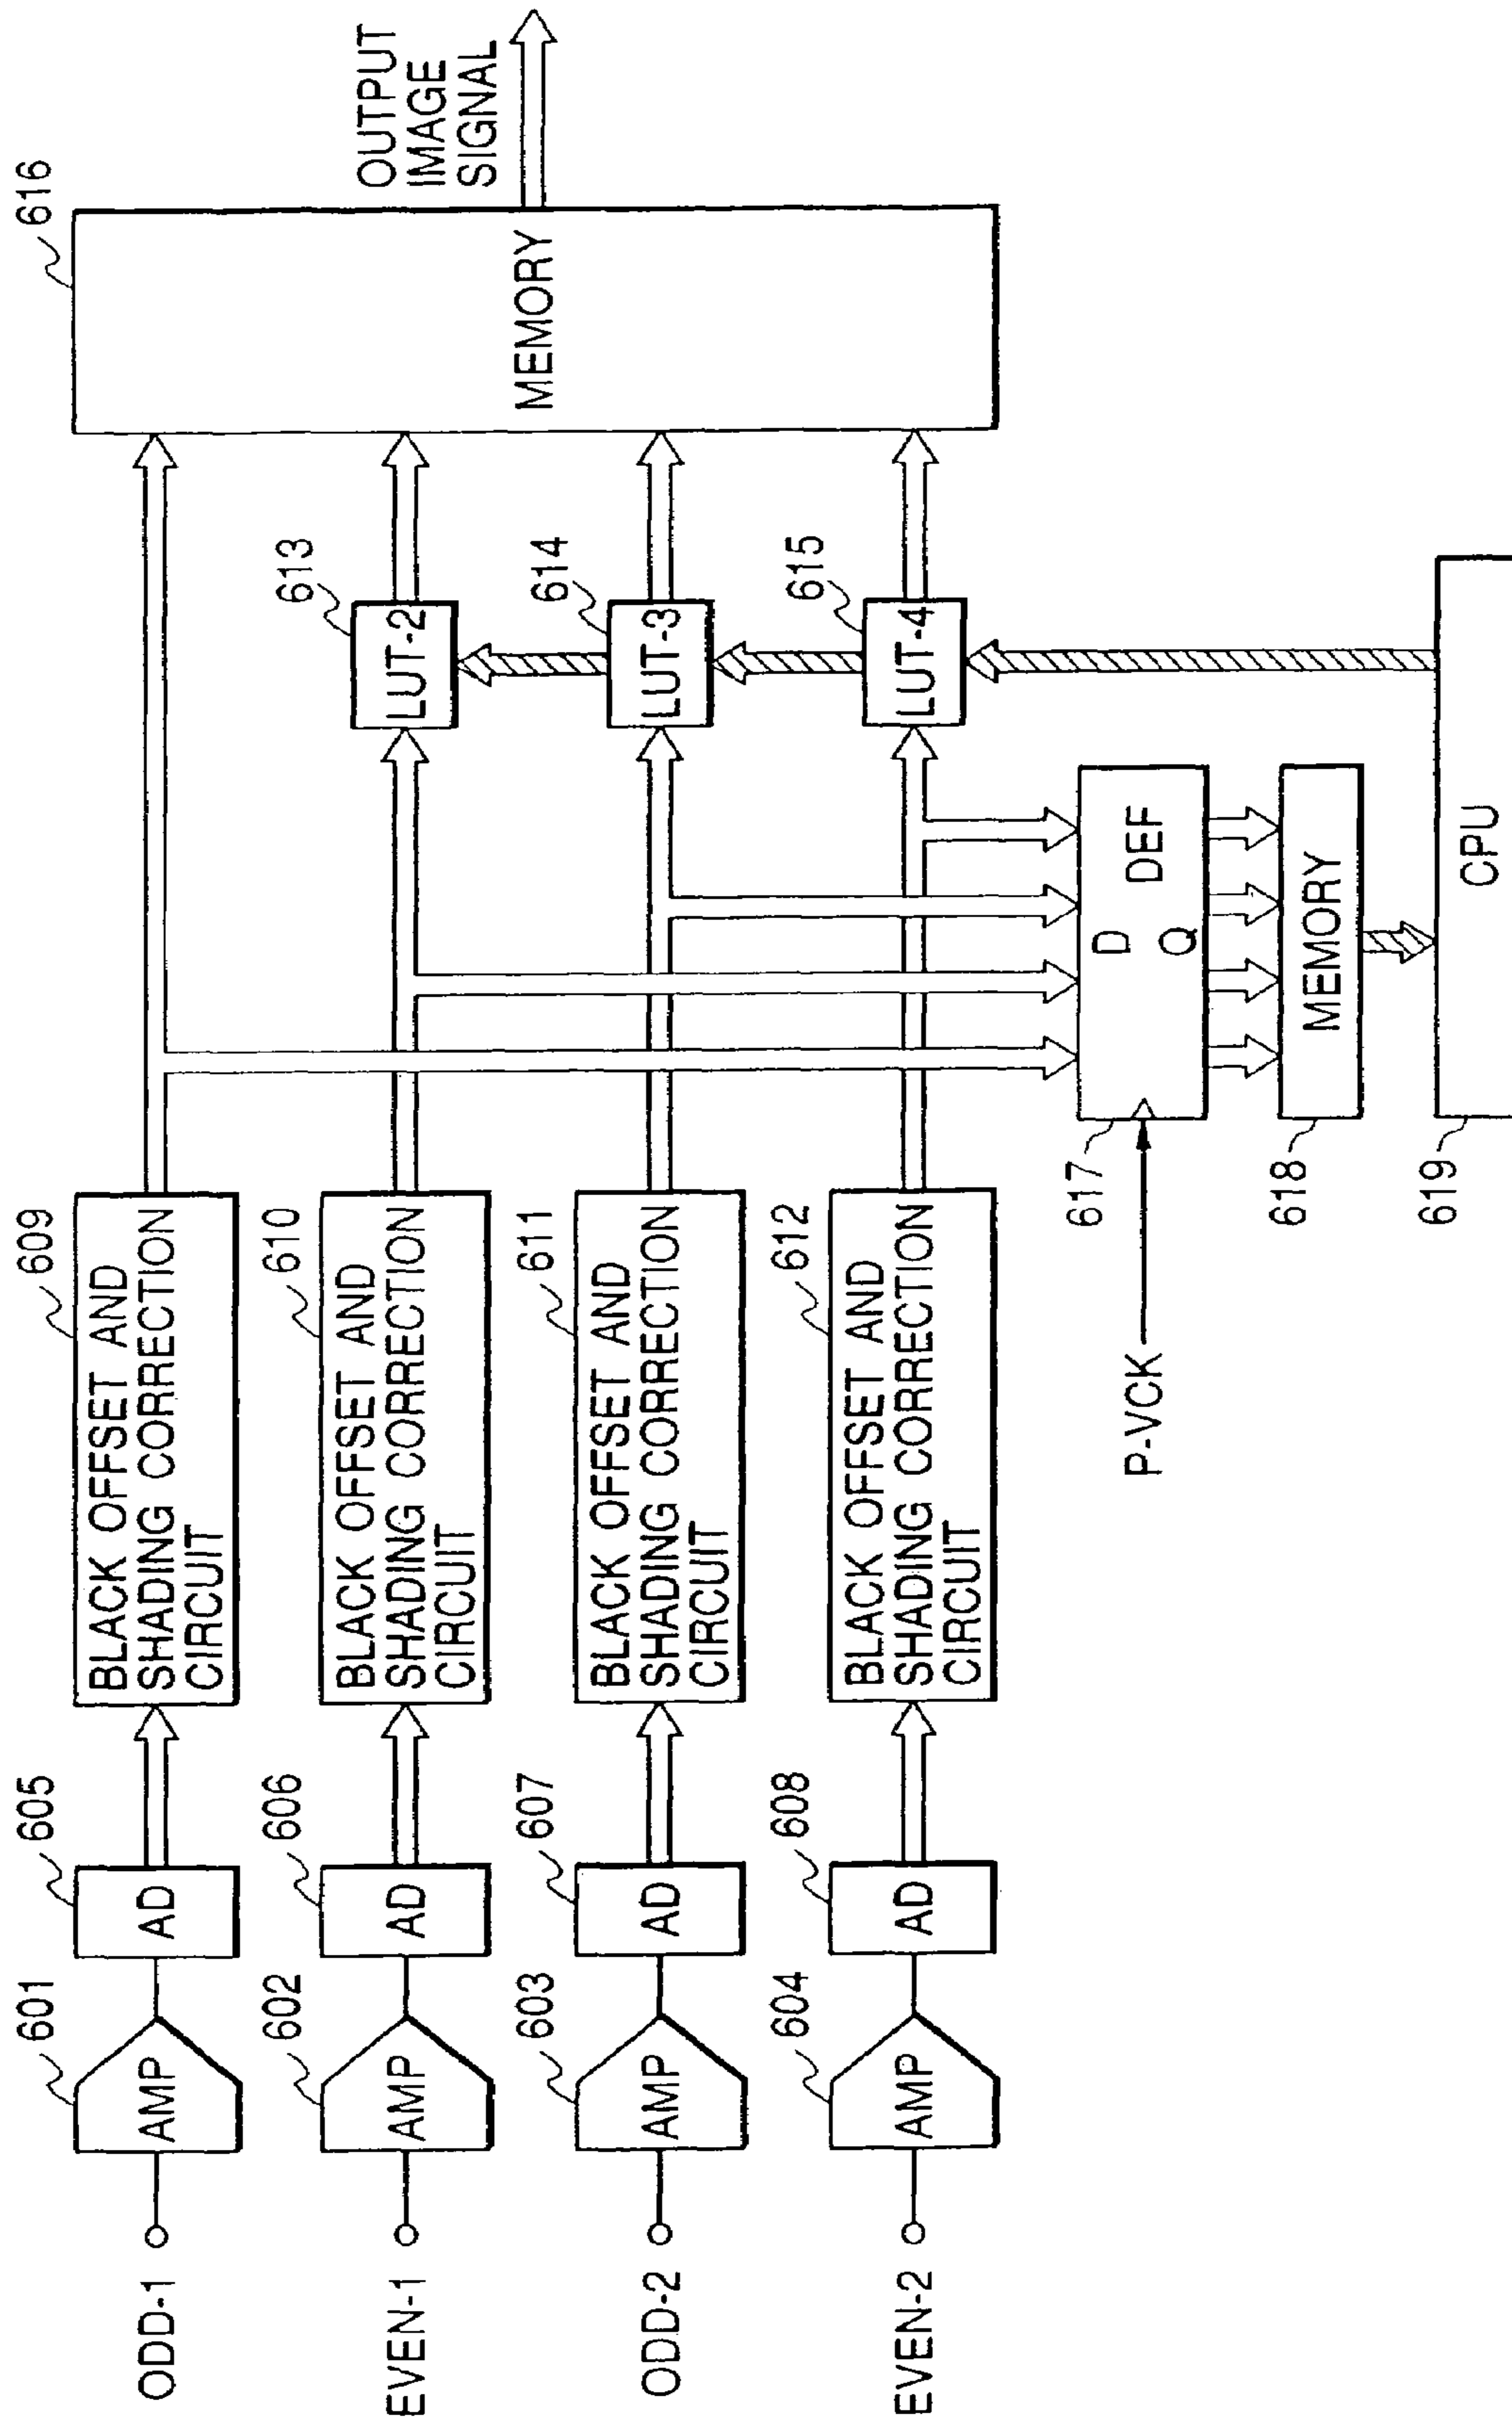 ODD-1
601
AMP
605
AD
609
BLACK OFFSET AND
SHADING CORRECTION
CIRCUIT
616
MEMORY
OUTPUT
IMAGE
SIGNAL
EVEN-1
602
AMP
606
AD
610
BLACK OFFSET AND
SHADING CORRECTION
CIRCUIT
613
LUT-2
ODD-2
603
AMP
607
AD
611
BLACK OFFSET AND
SHADING CORRECTION
CIRCUIT
614
LUT-3
EVEN-2
604
AMP
608
AD
612
BLACK OFFSET AND
SHADING CORRECTION
CIRCUIT
615
LUT-4
P-VCK
617
D
DEF
Q
618
MEMORY
619
CPU